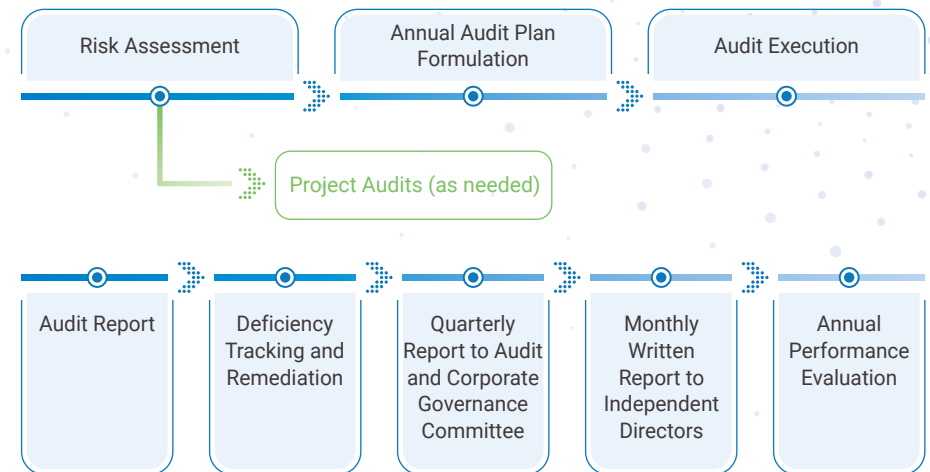 Risk Assessment
Annual Audit Plan
Formulation
Audit Execution
Project Audits (as needed)
Audit Report
Deficiency
Tracking and
Remediation
Quarterly
Report to Audit
and Corporate
Governance
Committee
Monthly
Written
Report to
Independent
Directors
Annual
Performance
Evaluation